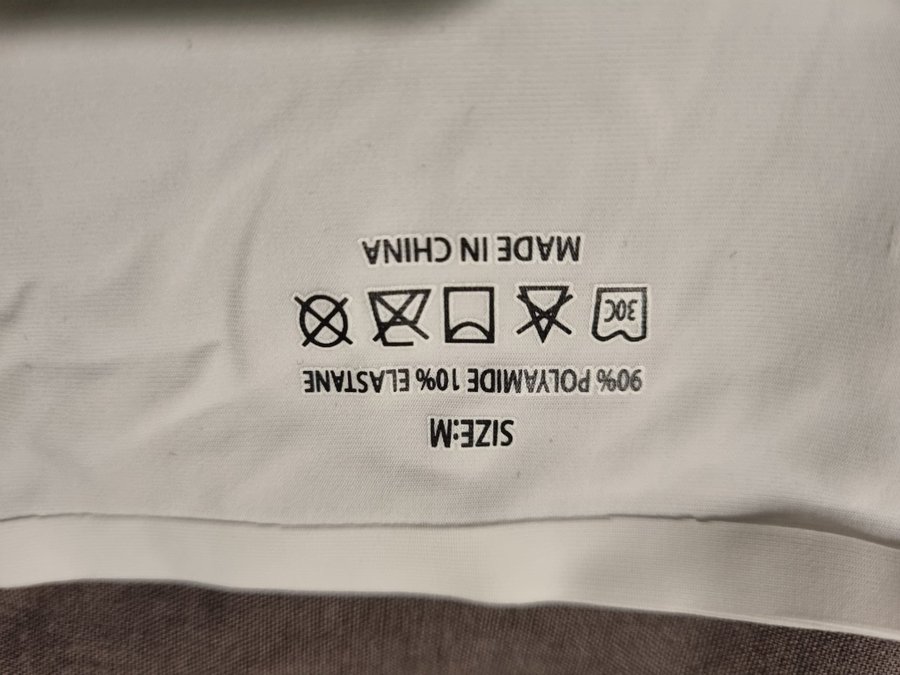 SIZE:M
90% POLYAMIDE 10% ELASTANE
30C
MADE IN CHINA